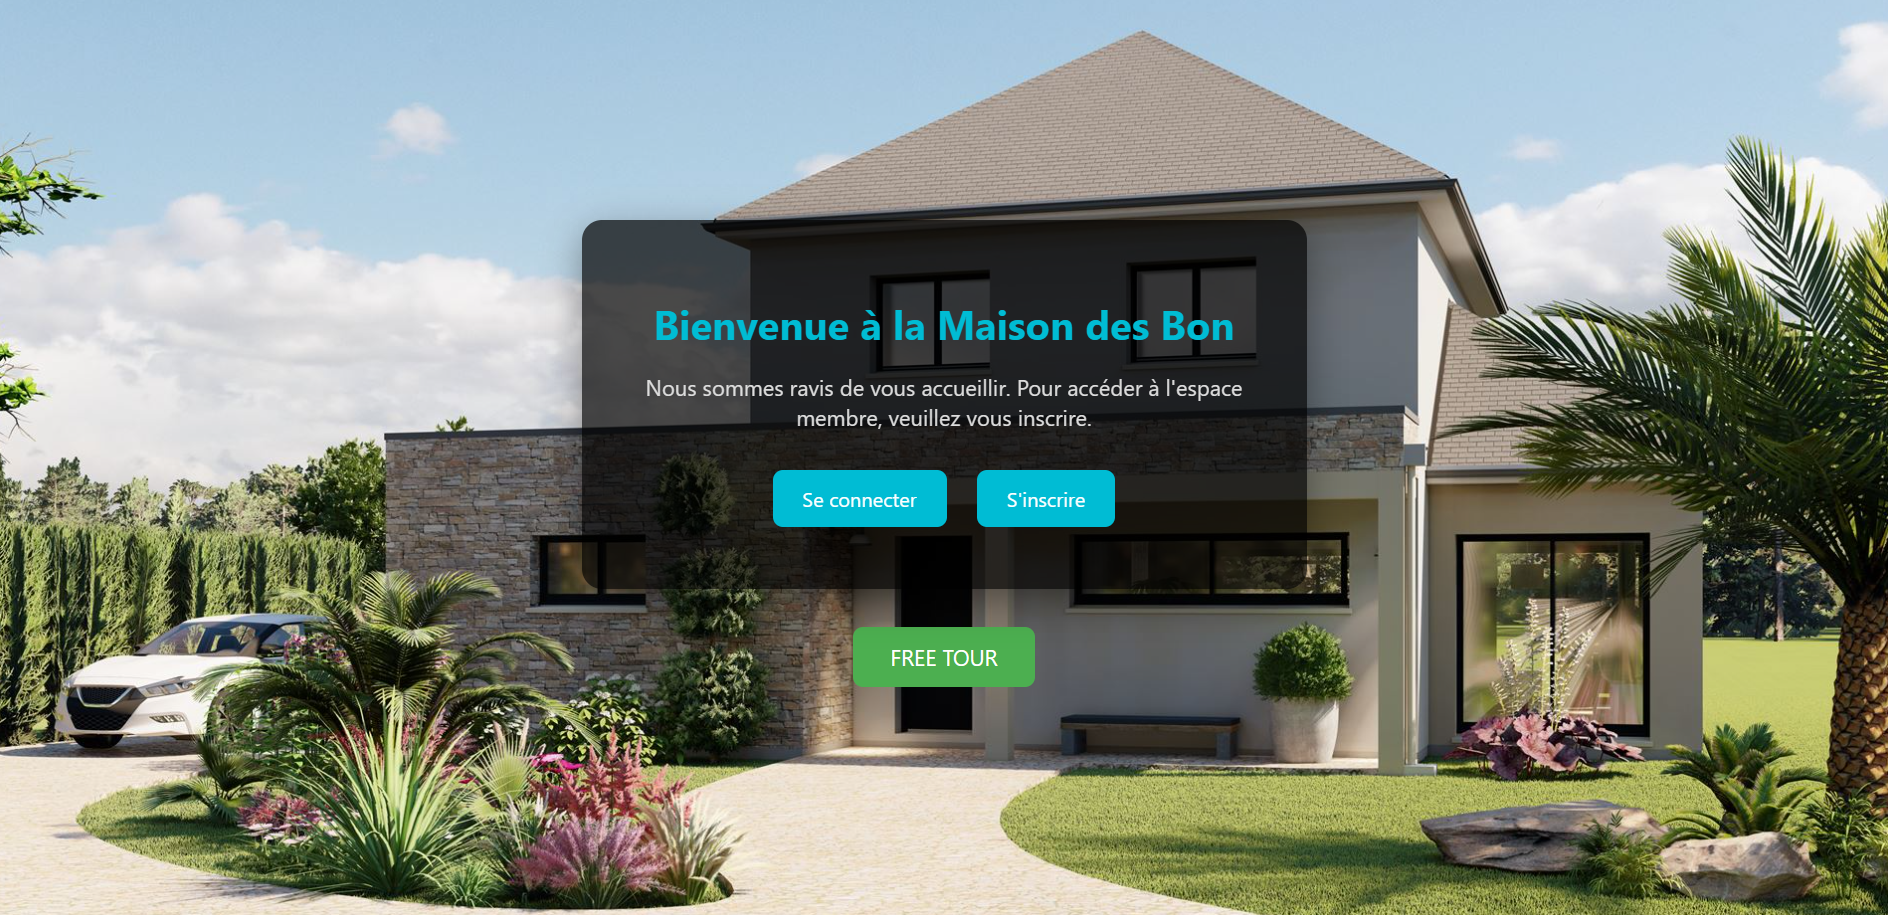 Bienvenue à la Maison des Bon
Nous sommes ravis de vous accueillir. Pour accéder à l'espace
membre, veuillez vous inscrire.
Se connecter
S'inscrire
FREE TOUR